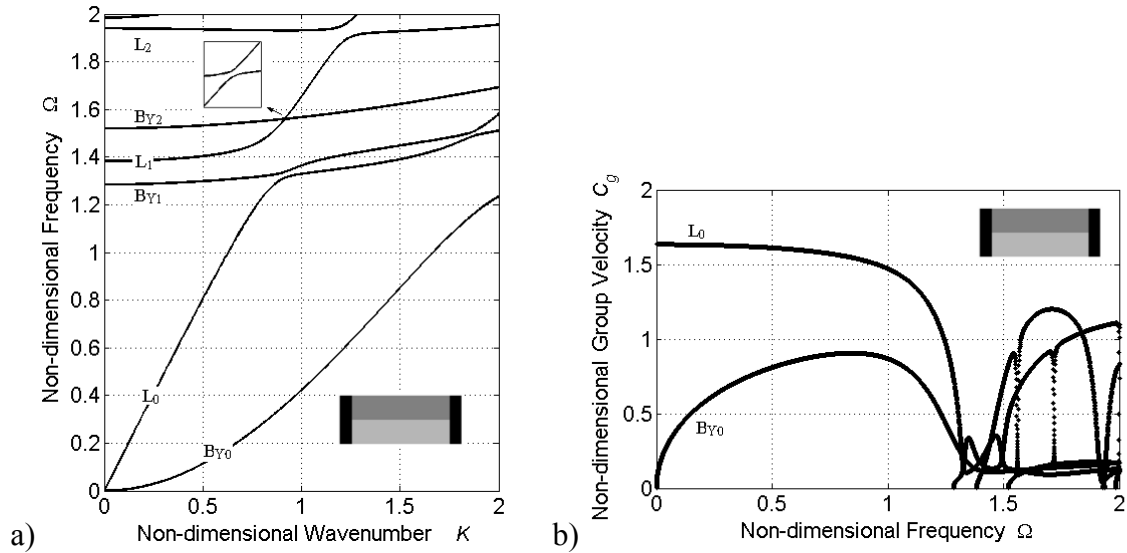 2
1.8
1.6
1.4
1.2
1
0.8
0.6
0.4
0.2
0
Non-dimensional Frequency Ω
L2
BY2
L1
BY1
L0
BY0
0
0.5
1
1.5
2
Non-dimensional Wavenumber K
a)
2
1.5
1
0.5
0
Non-dimensional Group Velocity Cg
L0
BY0
0
0.5
1
1.5
2
Non-dimensional Frequency Ω
b)